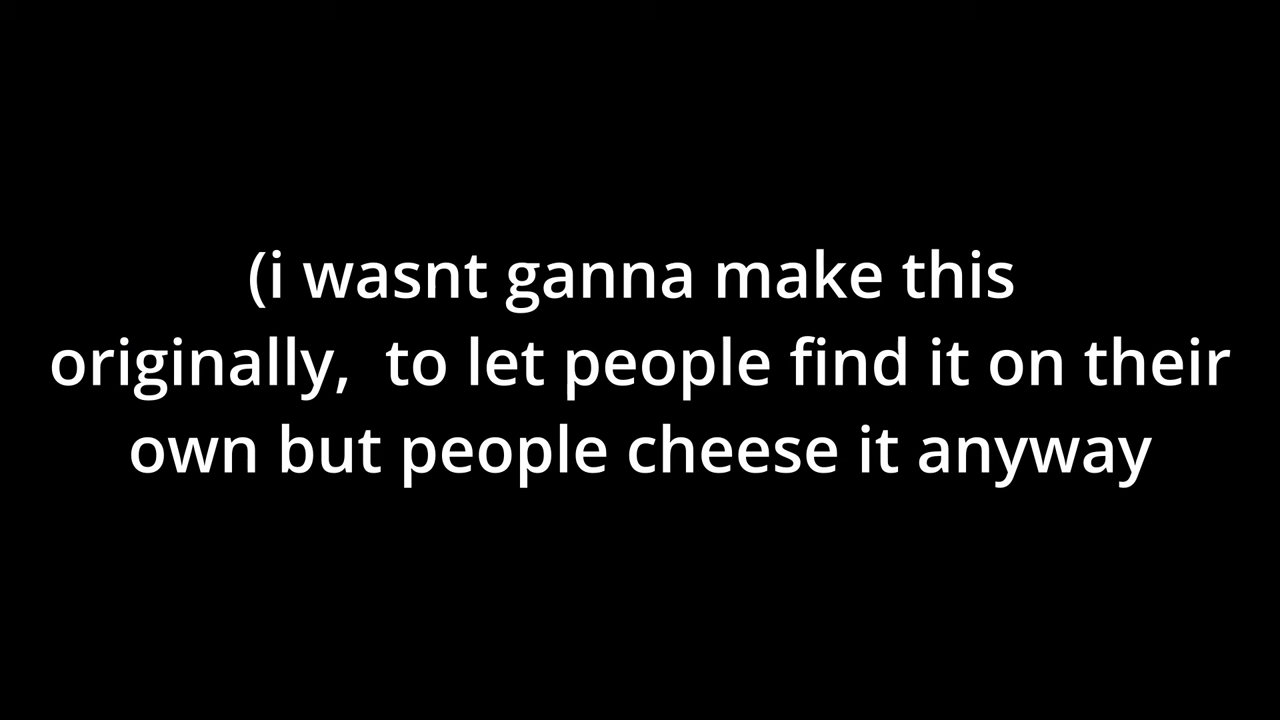 (i wasnt ganna make this
originally,  to let people find it on their
own but people cheese it anyway